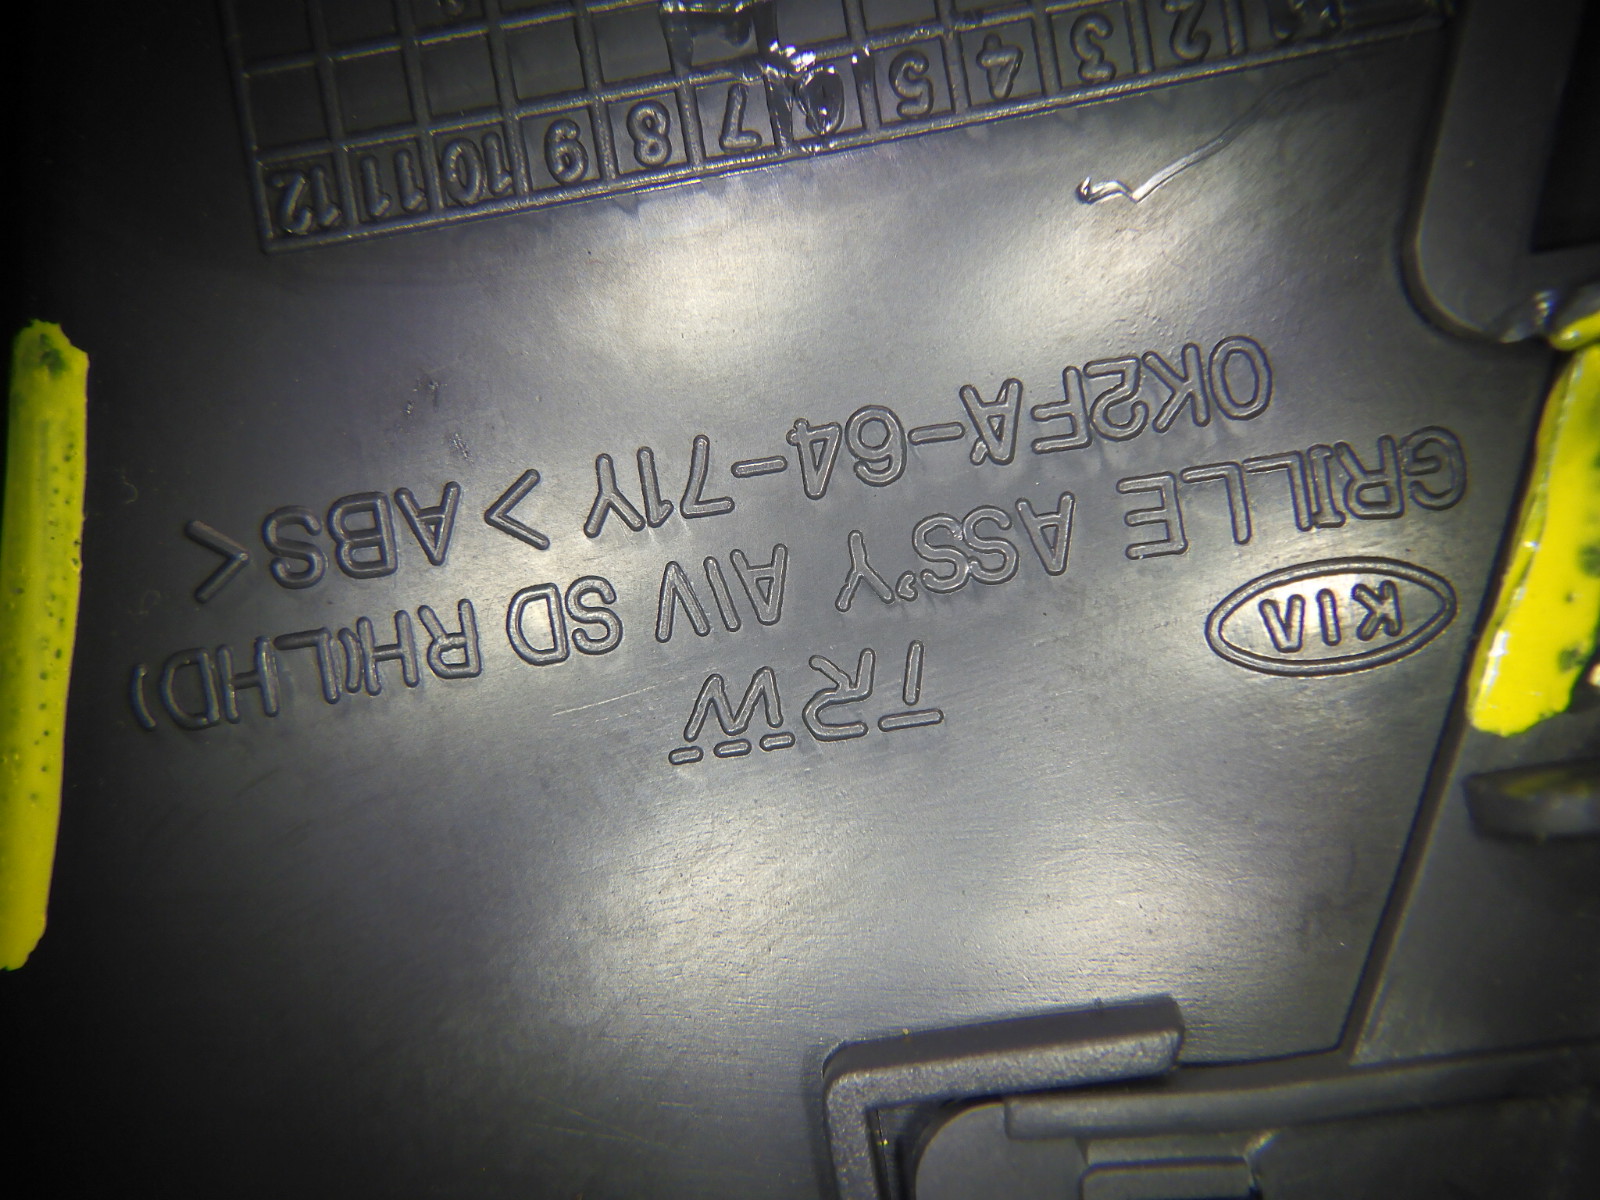 KIA TRW
GRILLE ASS'Y AIV SD RH(LHD)
0K2FA-64-71Y >ABS<
1 2 3 4 5 6 7 8 9 10 11 12